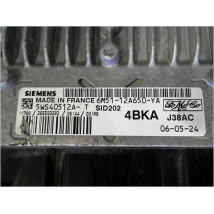 SIEMENS
MADE IN FRANCE 6M51-12A650-YA
5WS40512A-T SID202
4BKA J38AC
06-05-24